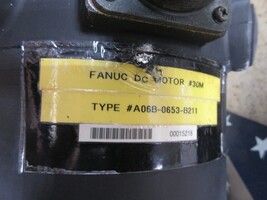 FANUC DC MOTOR #30M
TYPE #A06B-0653-B211
00015216